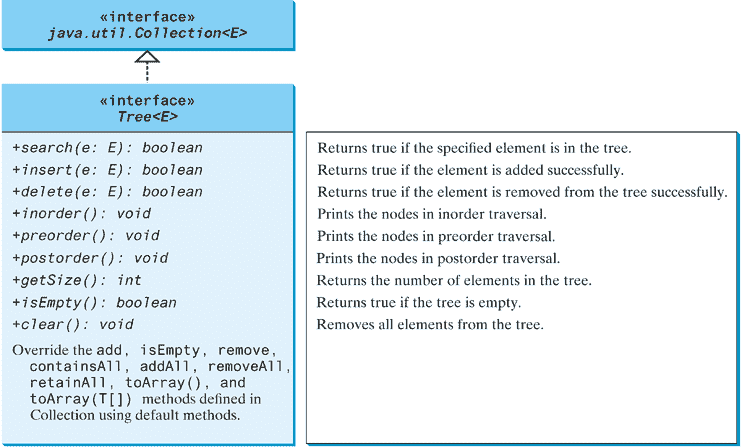 «interface»
java.util.Collection<E>
«interface»
Tree<E>
+search(e: E): boolean
Returns true if the specified element is in the tree.
+insert(e: E): boolean
Returns true if the element is added successfully.
+delete(e: E): boolean
Returns true if the element is removed from the tree successfully.
+inorder(): void
Prints the nodes in inorder traversal.
+preorder(): void
Prints the nodes in preorder traversal.
+postorder(): void
Prints the nodes in postorder traversal.
+getSize(): int
Returns the number of elements in the tree.
+isEmpty(): boolean
Returns true if the tree is empty.
+clear(): void
Removes all elements from the tree.
Override the add, isEmpty, remove,
containsAll, addAll, removeAll,
retainAll, toArray(), and
toArray(T[]) methods defined in
Collection using default methods.